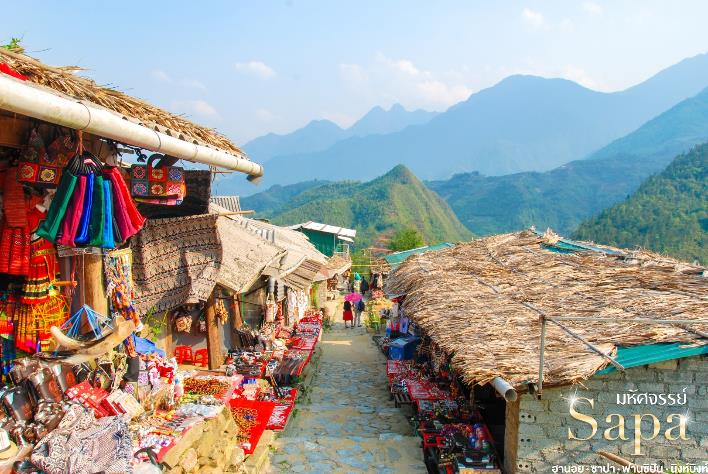 มหัศจรรย์
Sapa
ฮานอย - ซาปา - ฟานซิปัน - นิงห์บิงห์